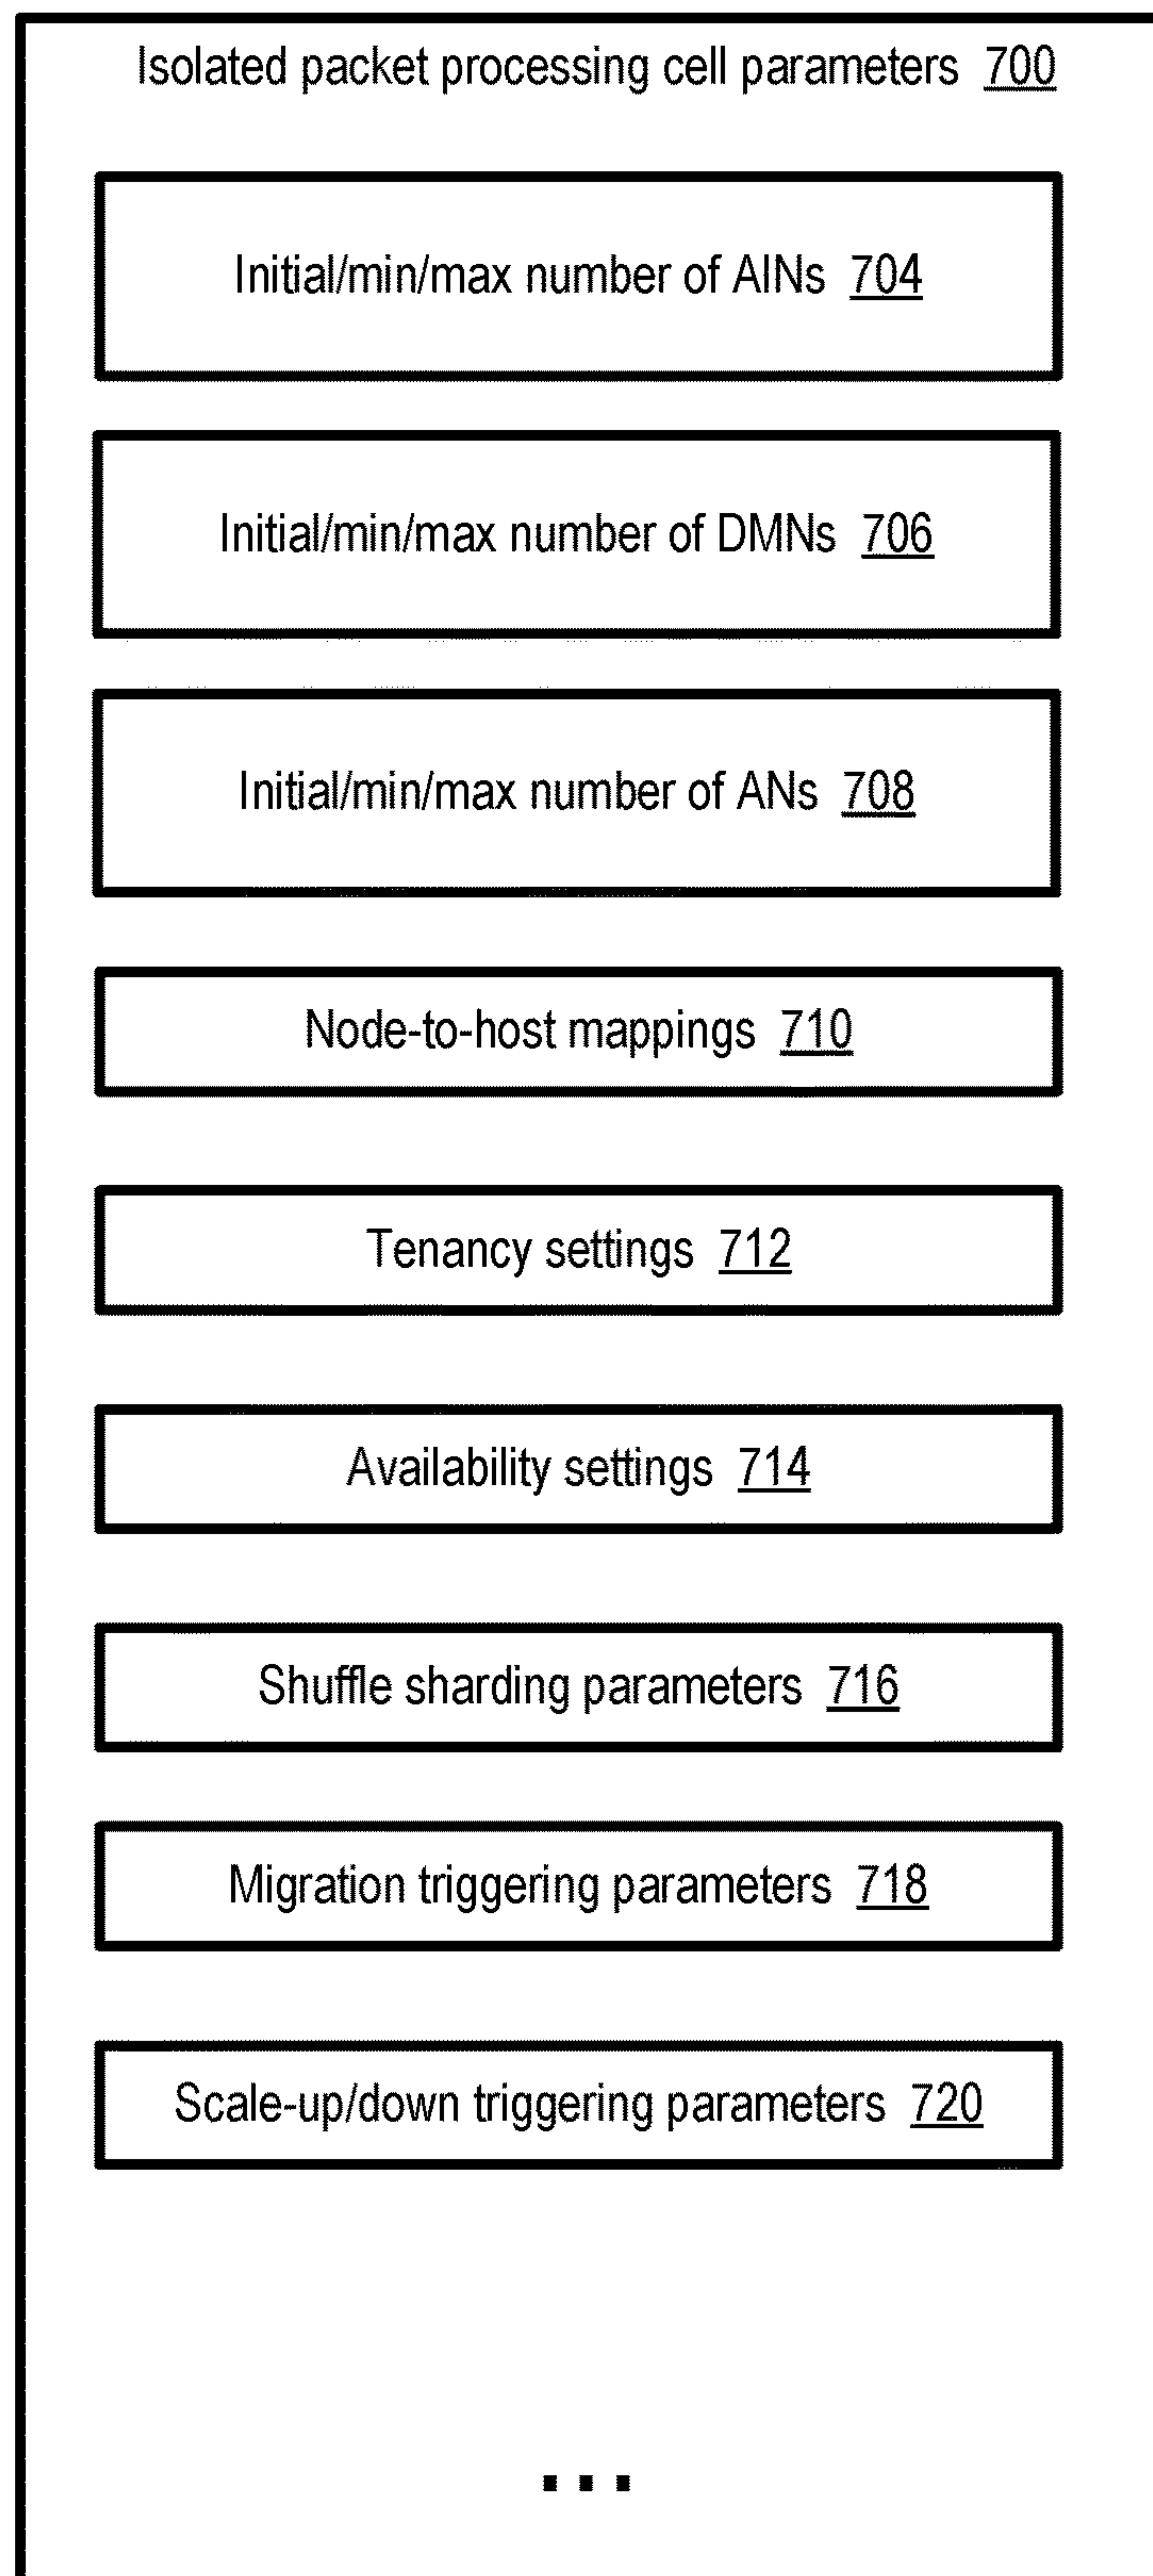 Isolated packet processing cell parameters 700
Initial/min/max number of AINs 704
Initial/min/max number of DMNs 706
Initial/min/max number of ANs 708
Node-to-host mappings 710
Tenancy settings 712
Availability settings 714
Shuffle sharding parameters 716
Migration triggering parameters 718
Scale-up/down triggering parameters 720
...